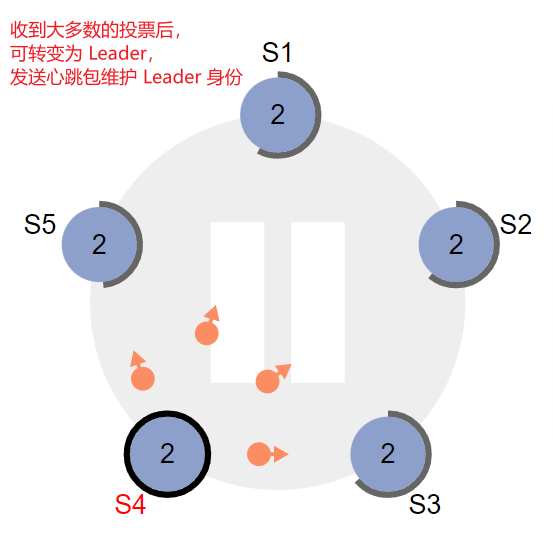 收到大多数的投票后，
可转变为 Leader，
发送心跳包维护 Leader 身份
S1
2
S5
2
2
S2
2
S4
2
S3